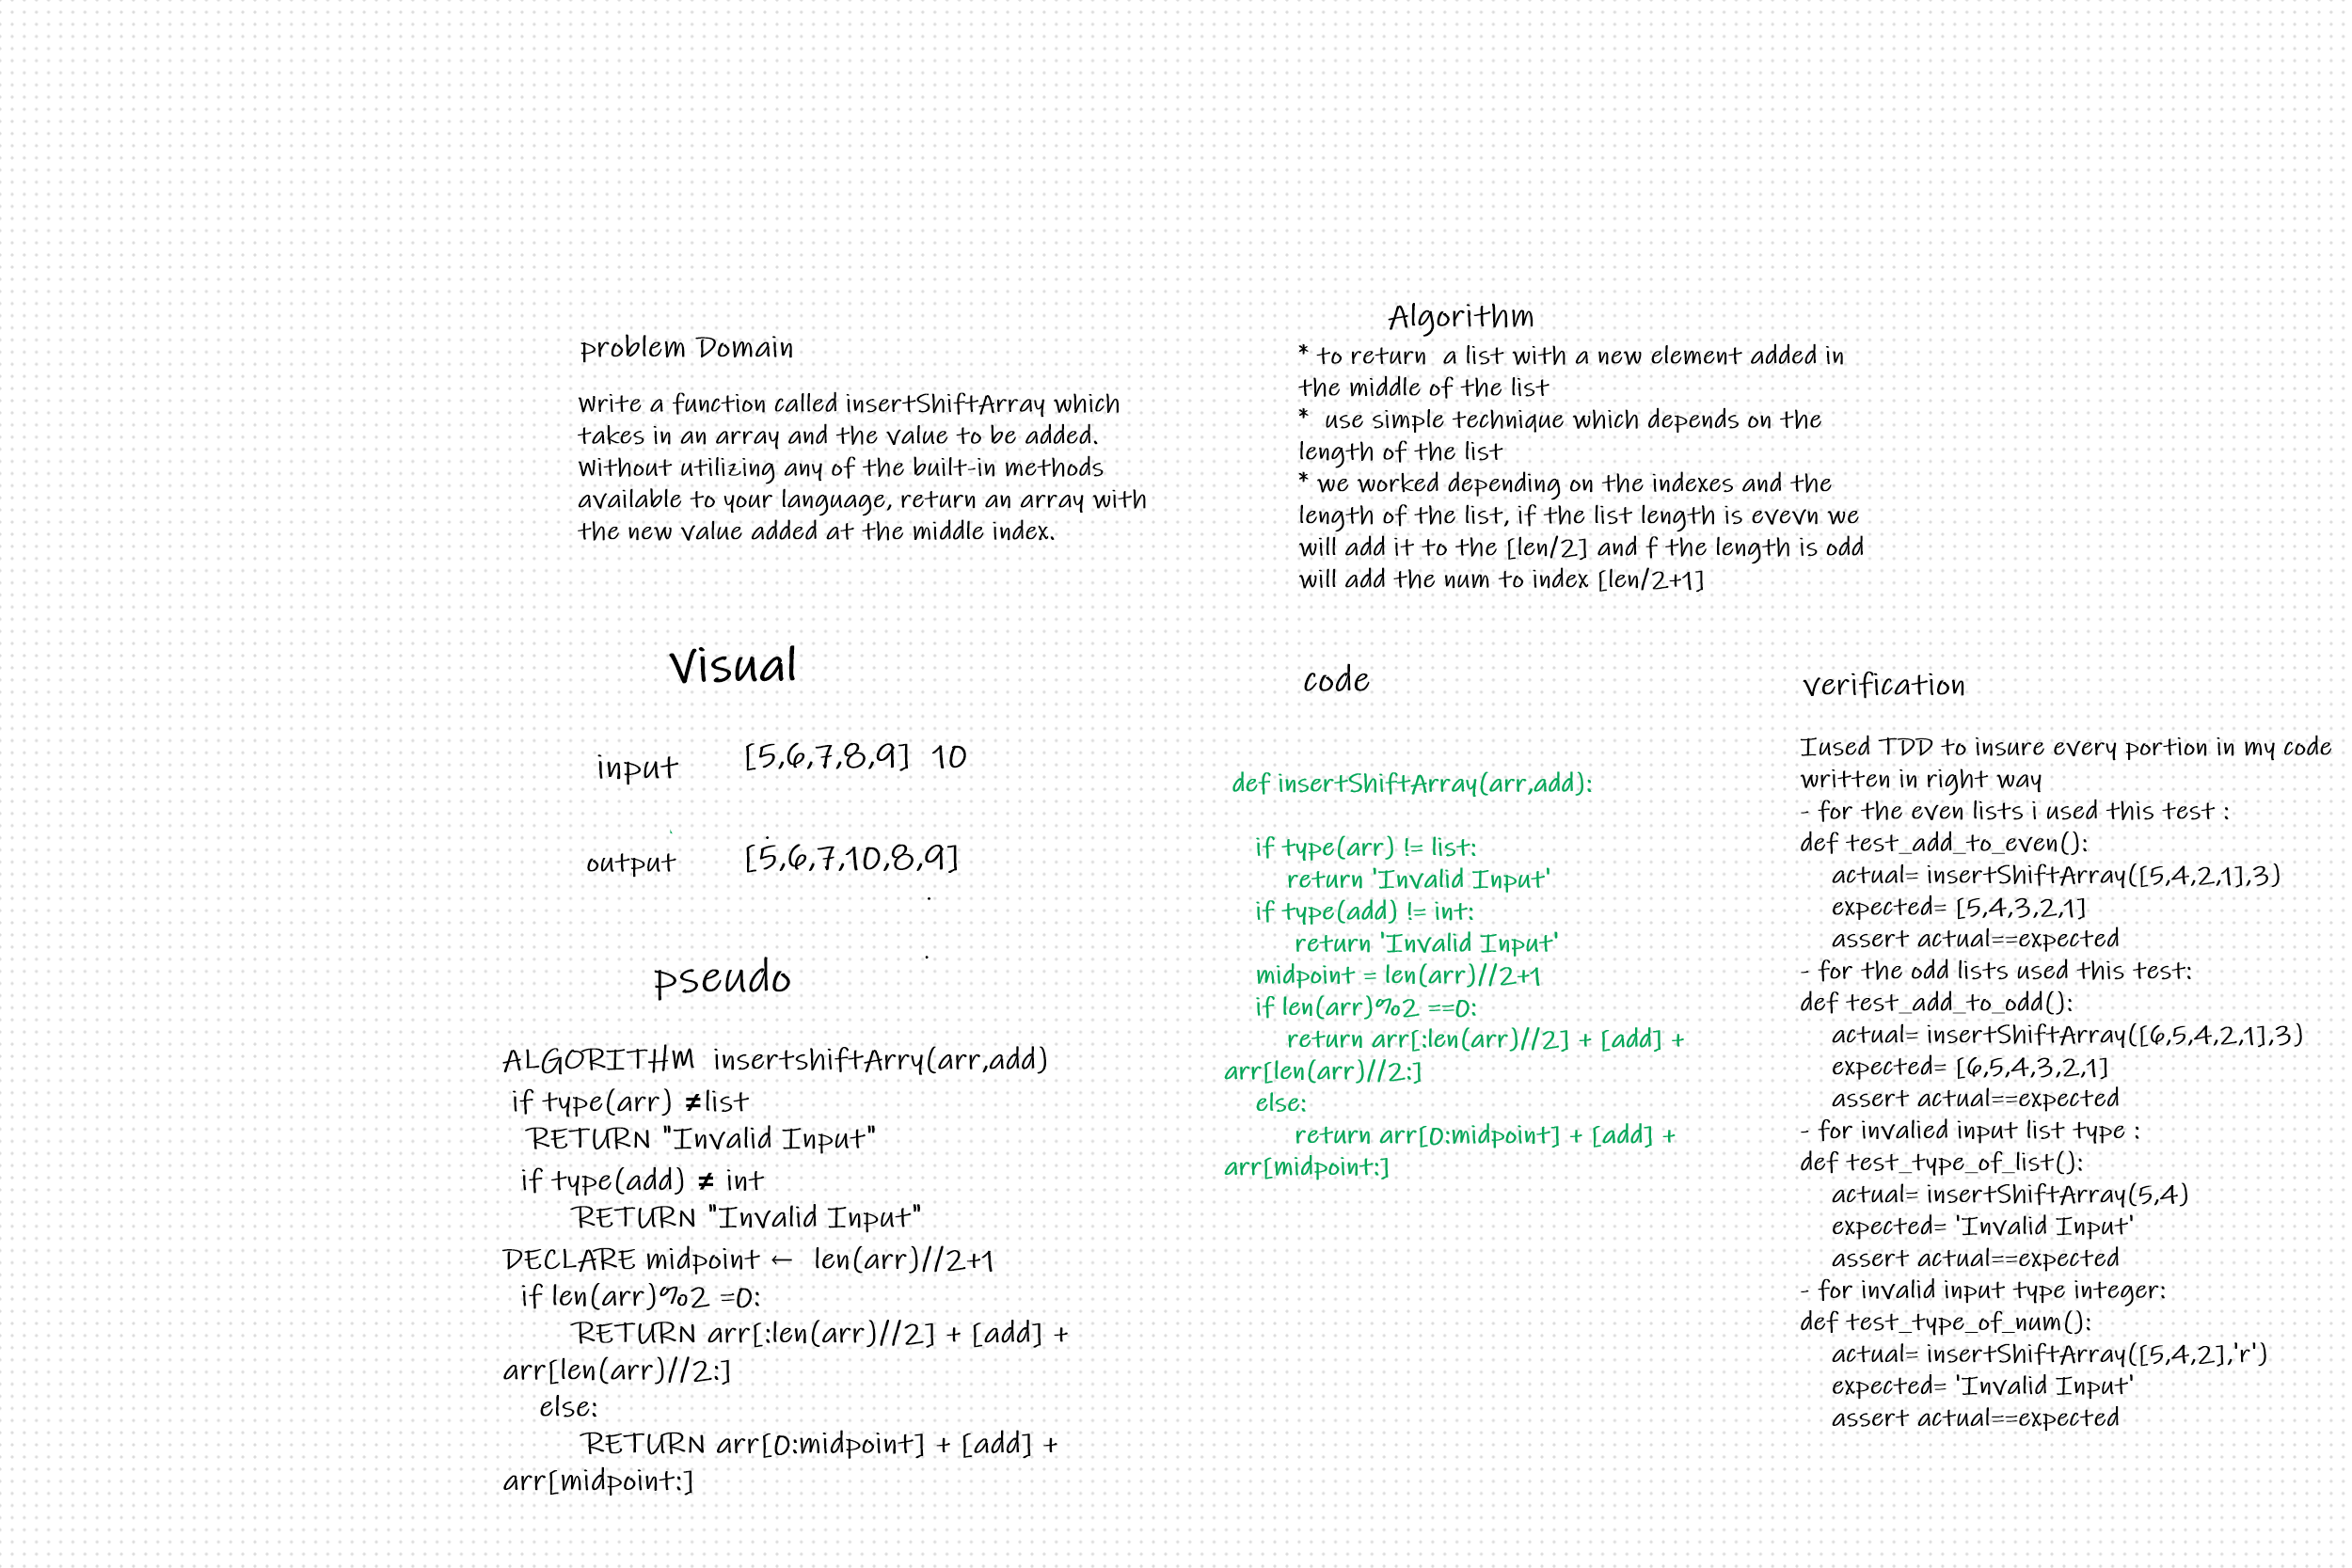 problem Domain
Write a function called insertShiftArray which
takes in an array and the value to be added.
Without utilizing any of the built-in methods
available to your language, return an array with
the new value added at the middle index.
Algorithm
* to return  a list with a new element added in
the middle of the list
*  use simple technique which depends on the
length of the list
* we worked depending on the indexes and the
length of the list, if the list length is evevn we
will add it to the [len/2] and f the length is odd
will add the num to index [len/2+1]
Visual
input [5,6,7,8,9]  10
output [5,6,7,10,8,9]
pseudo
ALGORITHM  insertshiftArry(arr,add)
if type(arr) ≠list
RETURN "Invalid Input"
if type(add) ≠ int
RETURN "Invalid Input"
DECLARE midpoint ←  len(arr)//2+1
if len(arr)%2 =0:
RETURN arr[:len(arr)//2] + [add] +
arr[len(arr)//2:]
else:
RETURN arr[0:midpoint] + [add] +
arr[midpoint:]
code
def insertShiftArray(arr,add):
if type(arr) != list:
return 'Invalid Input'
if type(add) != int:
return 'Invalid Input'
midpoint = len(arr)//2+1
if len(arr)%2 ==0:
return arr[:len(arr)//2] + [add] +
arr[len(arr)//2:]
else:
return arr[0:midpoint] + [add] +
arr[midpoint:]
verification
Iused TDD to insure every portion in my code
written in right way
- for the even lists i used this test :
def test_add_to_even():
actual= insertShiftArray([5,4,2,1],3)
expected= [5,4,3,2,1]
assert actual==expected
- for the odd lists used this test:
def test_add_to_odd():
actual= insertShiftArray([6,5,4,2,1],3)
expected= [6,5,4,3,2,1]
assert actual==expected
- for invalied input list type :
def test_type_of_list():
actual= insertShiftArray(5,4)
expected= 'Invalid Input'
assert actual==expected
- for invalid input type integer:
def test_type_of_num():
actual= insertShiftArray([5,4,2],'r')
expected= 'Invalid Input'
assert actual==expected